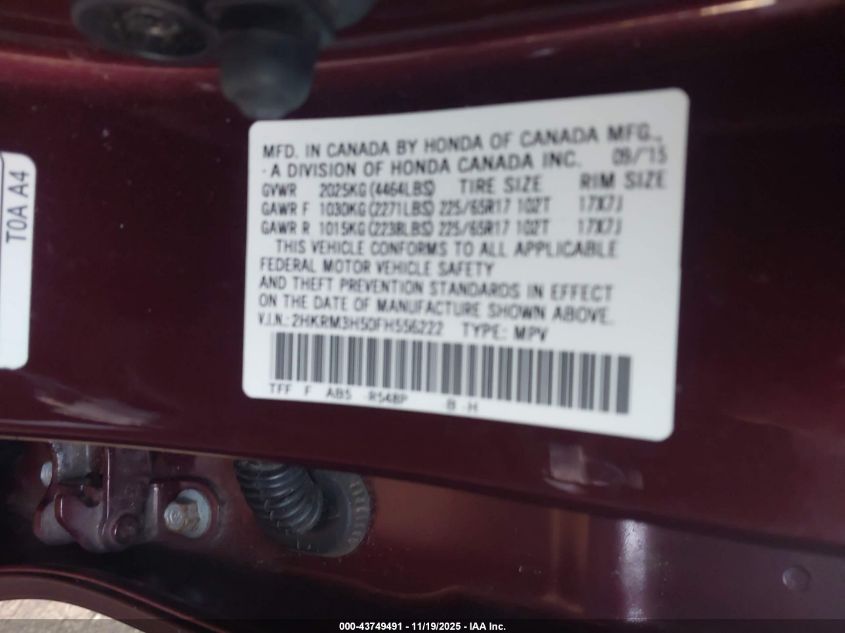 MFD. IN CANADA BY HONDA OF CANADA MFG.,
-A DIVISION OF HONDA CANADA INC. 09/15
GVWR 2025KG(4464LBS) TIRE SIZE RIM SIZE
GAWR F 1030KG(2271LBS) 225/65R17 102T 17X7J
GAWR R 1015KG(2238LBS) 225/65R17 102T 17X7J
THIS VEHICLE CONFORMS TO ALL APPLICABLE
FEDERAL MOTOR VEHICLE SAFETY
AND THEFT PREVENTION STANDARDS IN EFFECT
ON THE DATE OF MANUFACTURE SHOWN ABOVE.
V.I.N.:2HKRM3H50FH556222 TYPE: MPV
TFF F ABS -R548P B -H
T0A A4
000-43749491 - 11/19/2025 - IAA Inc.